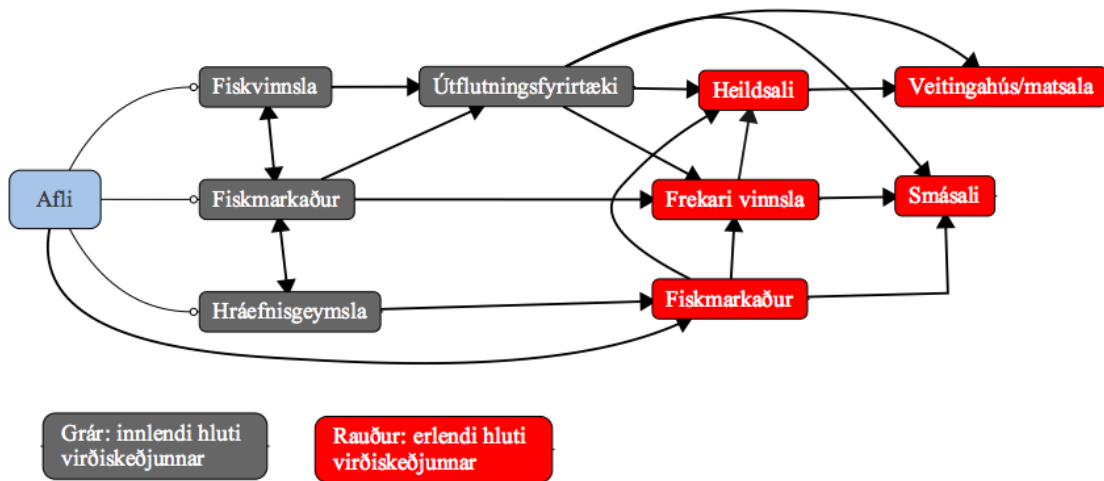 Fiskvinnsla
Útflutningsfyrirtæki
Heildsali
Veitingahús/matsala
Afli
Fiskmarkaður
Frekari vinnsla
Smásali
Hráefnisgeymsla
Fiskmarkaður
Grár: innlendi hluti
virðiskeðjunnar
Rauður: erlendi hluti
virðiskeðjunnar